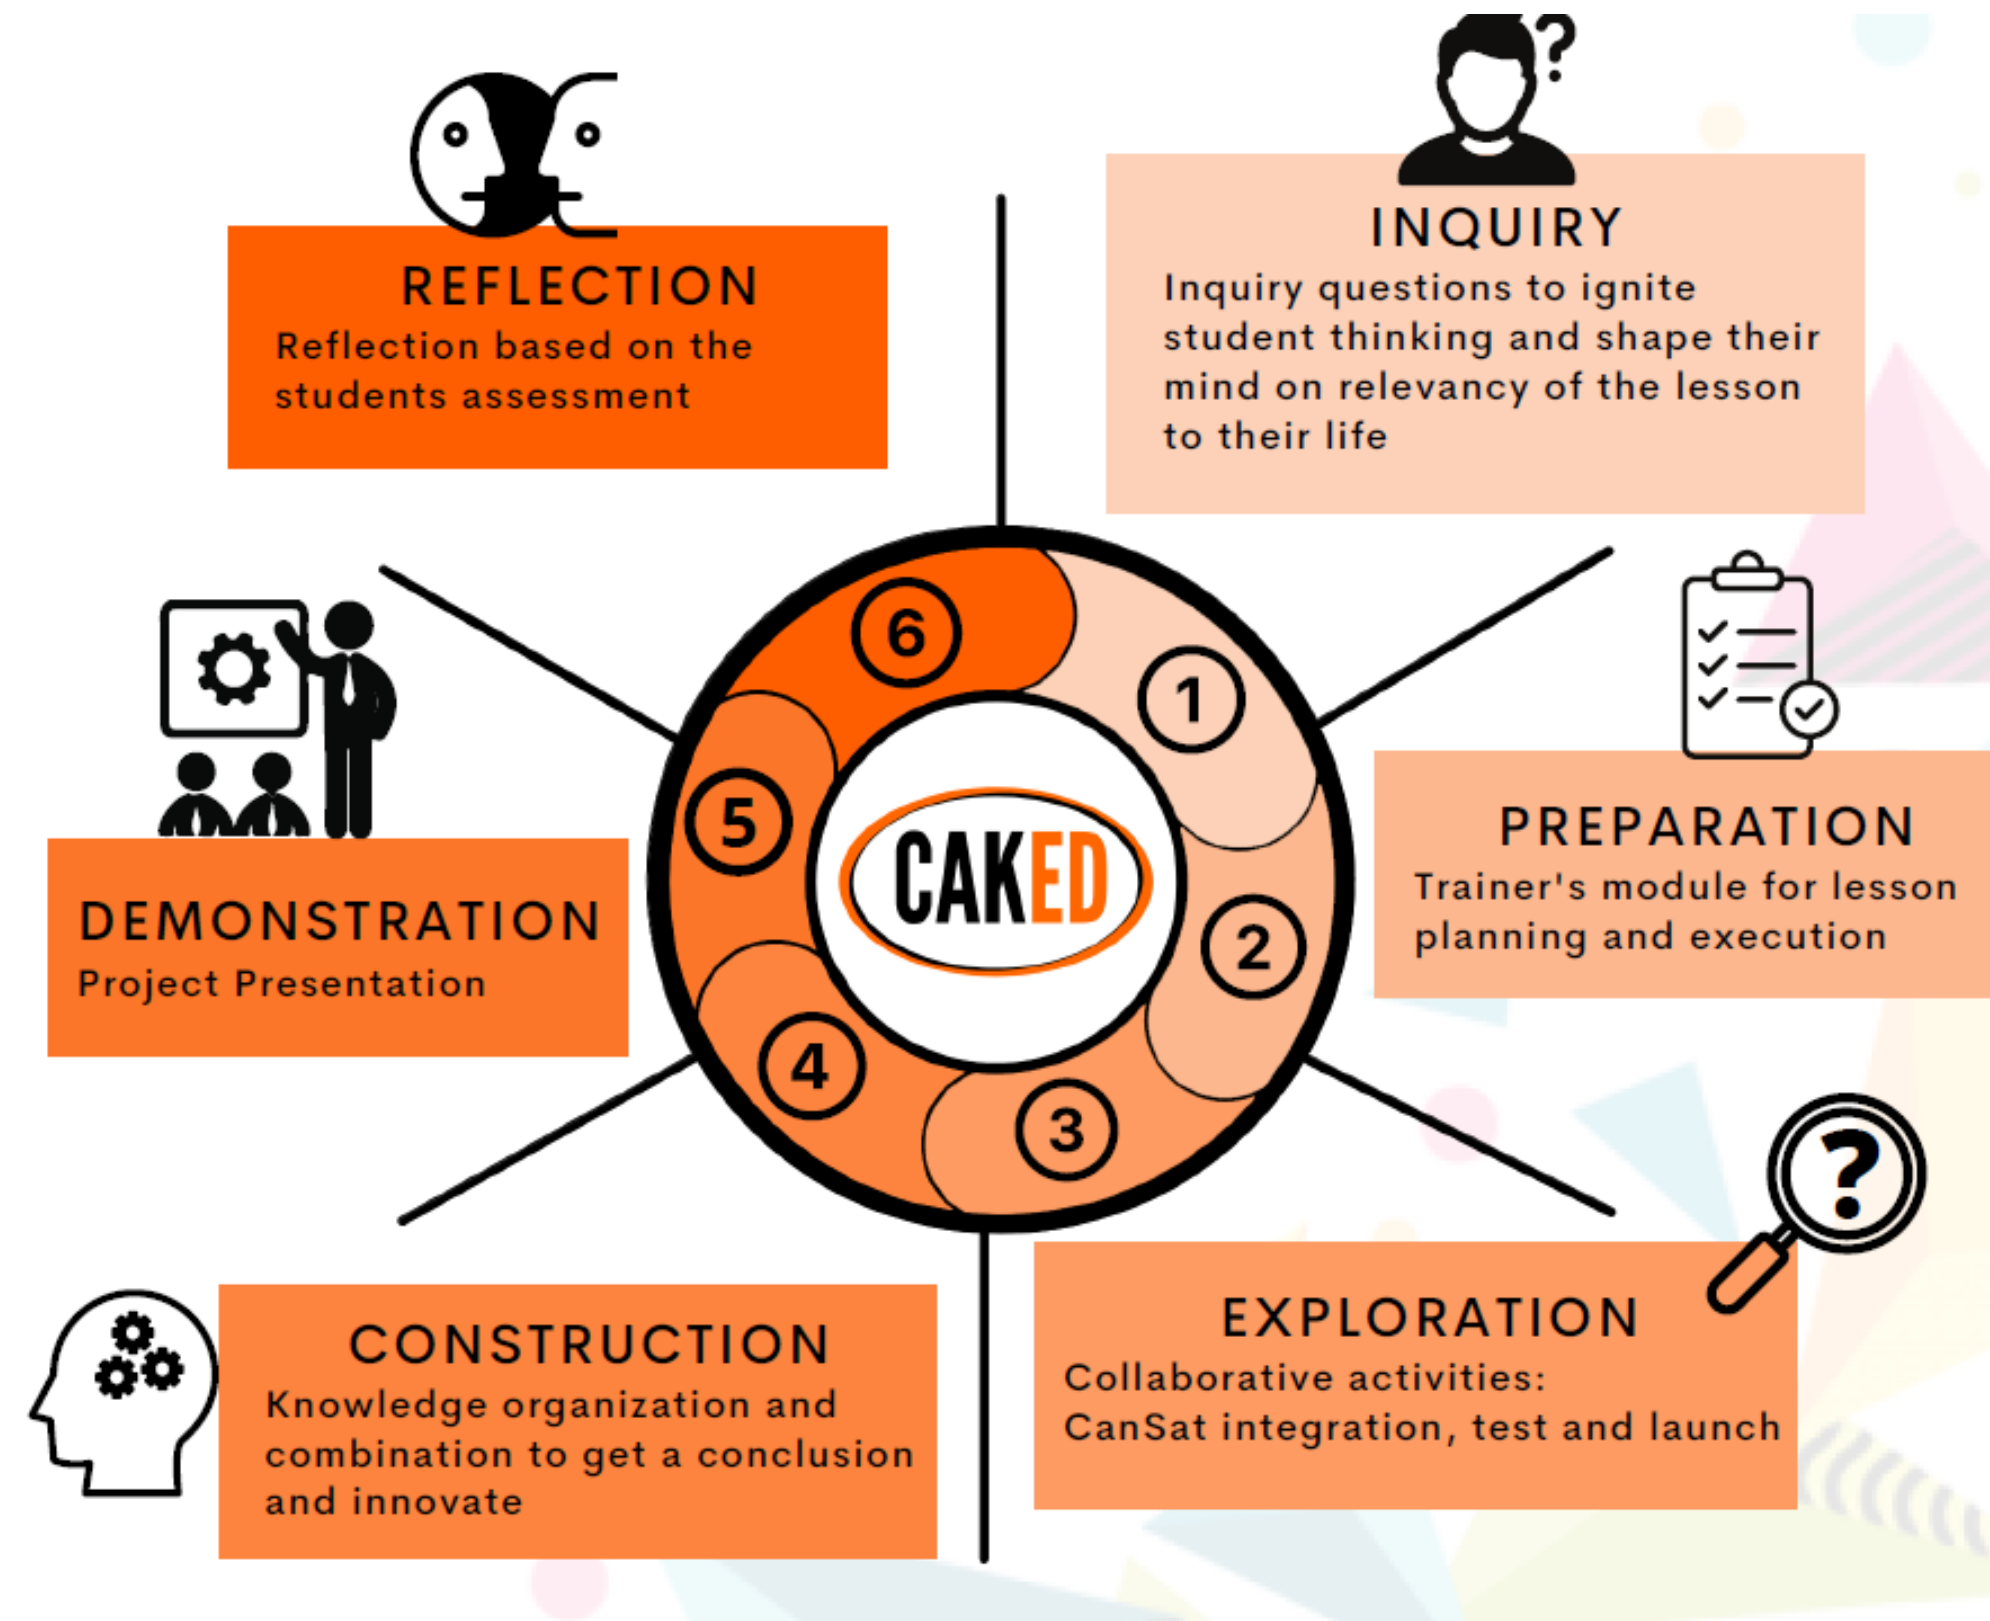 INQUIRY
Inquiry questions to ignite
student thinking and shape their
mind on relevancy of the lesson
to their life
PREPARATION
Trainer's module for lesson
planning and execution
EXPLORATION
Collaborative activities:
CanSat integration, test and launch
CONSTRUCTION
Knowledge organization and
combination to get a conclusion
and innovate
DEMONSTRATION
Project Presentation
REFLECTION
Reflection based on the
students assessment
1
2
3
4
5
6
CAKED
?
?